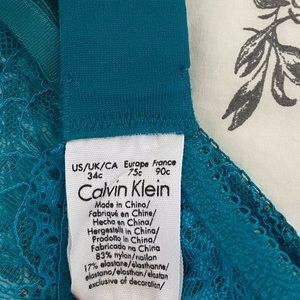 US/UK/CA Europe France
34c 75c 90c
Calvin Klein
Made in China/
Fabriqué en Chine/
Hecho en China/
Hergestellt in China/
Prodotto in China/
Fabricado na China
83% nylon/nailon
17% elastane/élasthanne/
elastano/elasthan/elastan
exclusive of decoration/